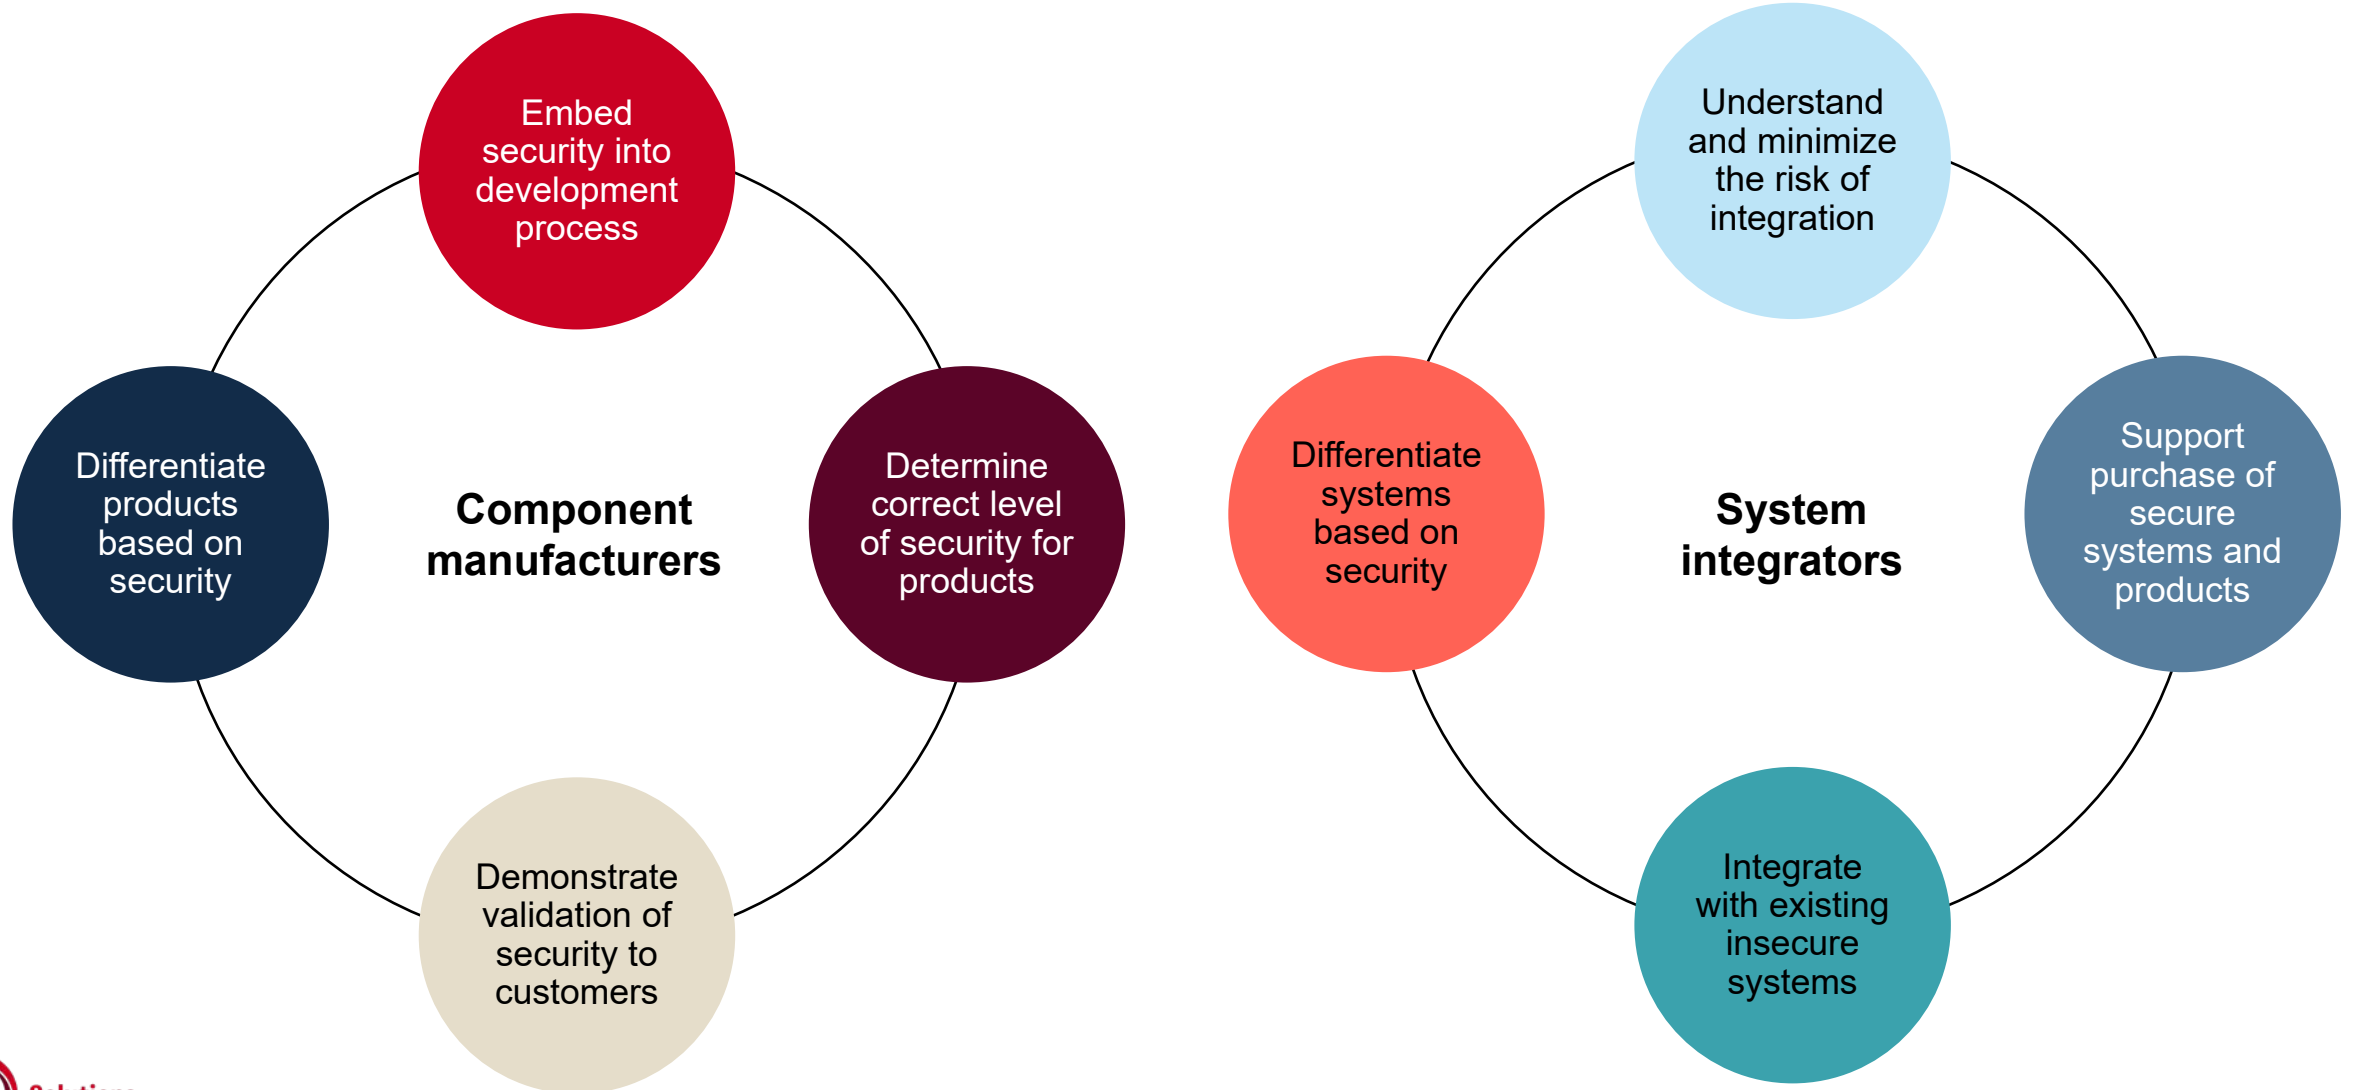 Embed
security into
development
process
Differentiate
products
based on
security
Component
manufacturers
Determine
correct level
of security for
products
Demonstrate
validation of
security to
customers
Understand
and minimize
the risk of
integration
Differentiate
systems
based on
security
System
integrators
Support
purchase of
secure
systems and
products
Integrate
with existing
insecure
systems